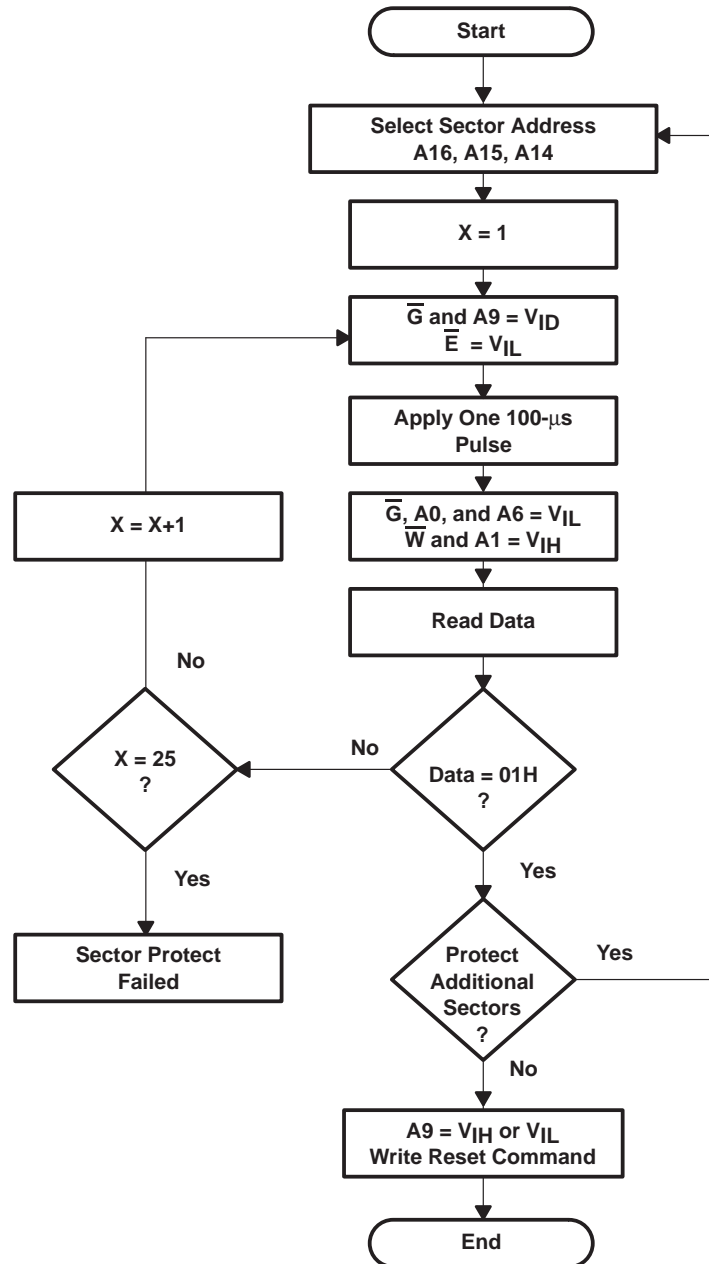 Start
Select Sector Address
A16, A15, A14
X = 1
G̅ and A9 = VID
E̅ = VIL
Apply One 100-μs
Pulse
X = X+1
G̅, A0, and A6 = VIL
W̅ and A1 = VIH
Read Data
No
X = 25
?
No
Data = 01H
?
Yes
Yes
Sector Protect
Failed
Protect
Additional
Sectors
?
Yes
No
A9 = VIH or VIL
Write Reset Command
End